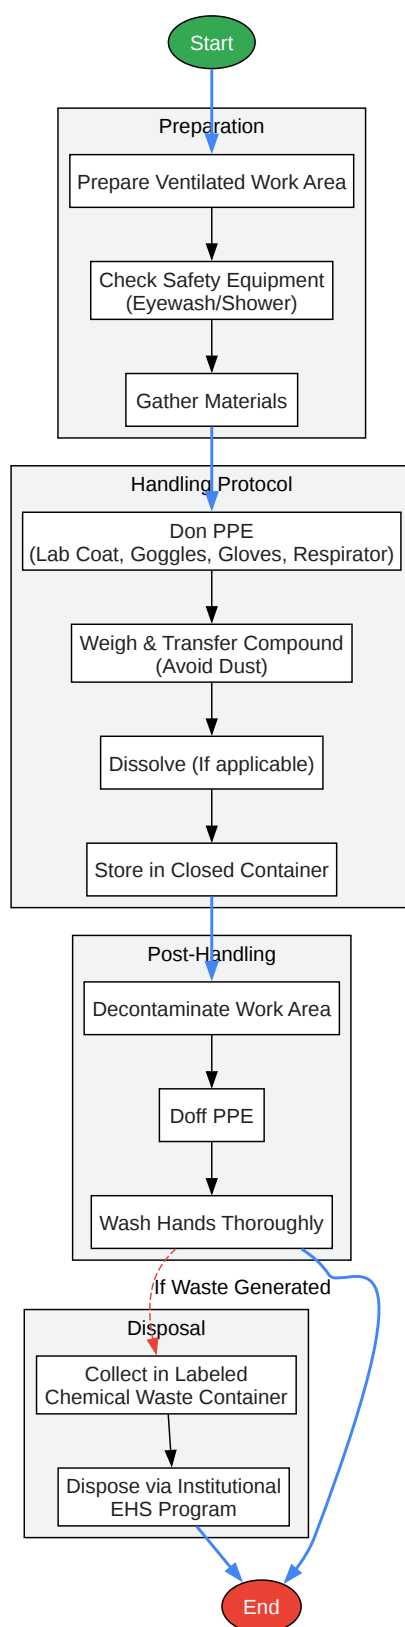 Start
Preparation
Prepare Ventilated Work Area
Check Safety Equipment
(Eyewash/Shower)
Gather Materials
Handling Protocol
Don PPE
(Lab Coat, Goggles, Gloves, Respirator)
Weigh & Transfer Compound
(Avoid Dust)
Dissolve (If applicable)
Store in Closed Container
Post-Handling
Decontaminate Work Area
Doff PPE
Wash Hands Thoroughly
If Waste Generated
Disposal
Collect in Labeled
Chemical Waste Container
Dispose via Institutional
EHS Program
End